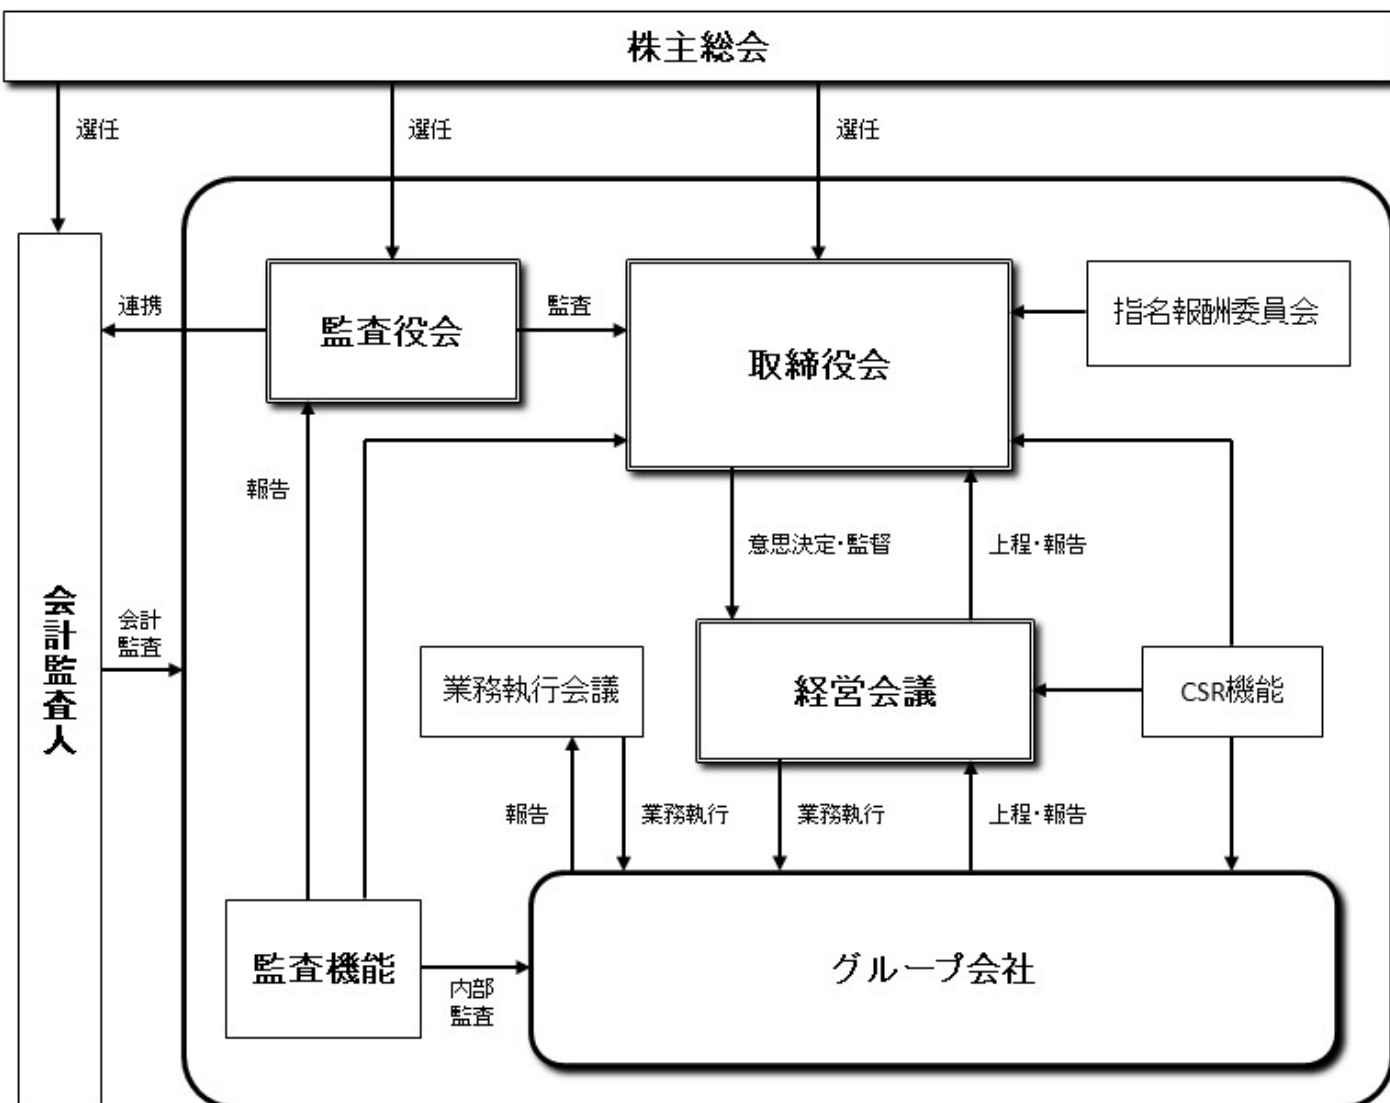 株主総会
選任
選任
選任
連携
監査役会
監査
取締役会
指名報酬委員会
報告
意思決定・監督
上程・報告
会計監査人
会計
監査
業務執行会議
経営会議
CSR機能
報告
業務執行
業務執行
上程・報告
監査機能
内部
監査
グループ会社